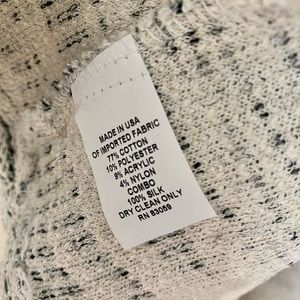 MADE IN USA
OF IMPORTED FABRIC
77% COTTON
10% POLYESTER
9% ACRYLIC
4% NYLON
COMBO
100% SILK
DRY CLEAN ONLY
RN 93059